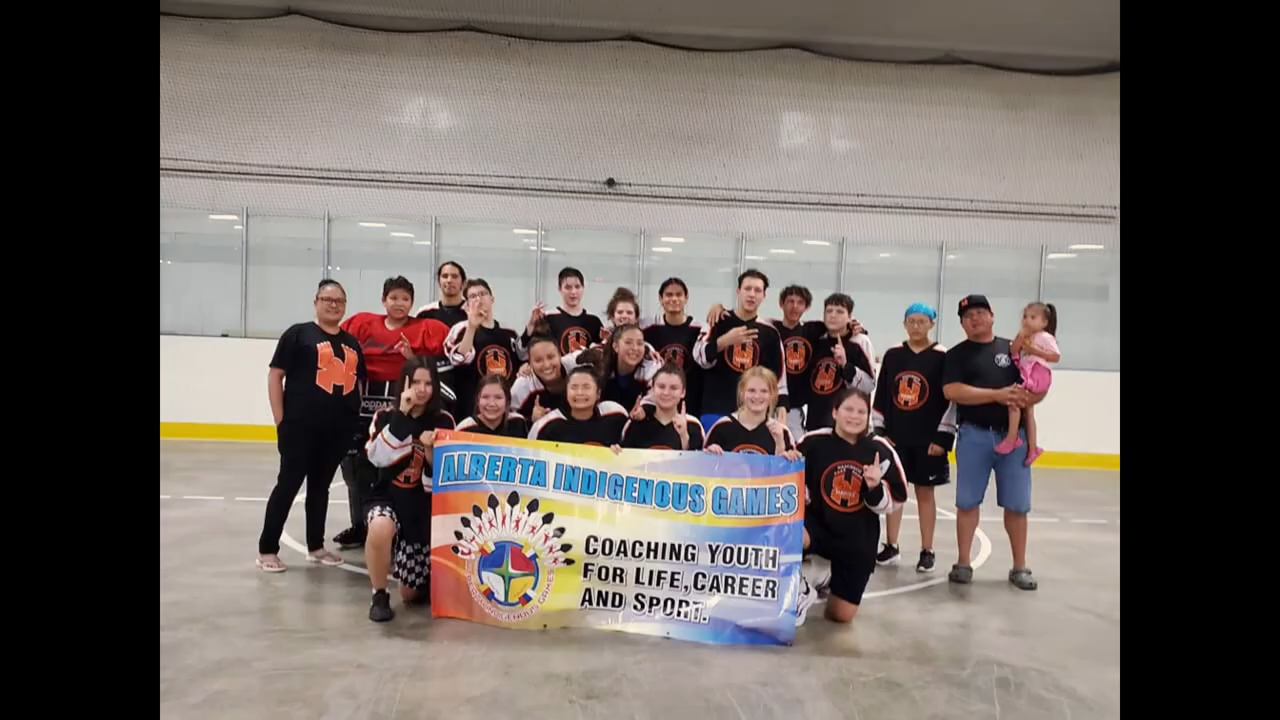 ALBERTA INDIGENOUS GAMES
COACHING YOUTH
FOR LIFE, CAREER
AND SPORT.